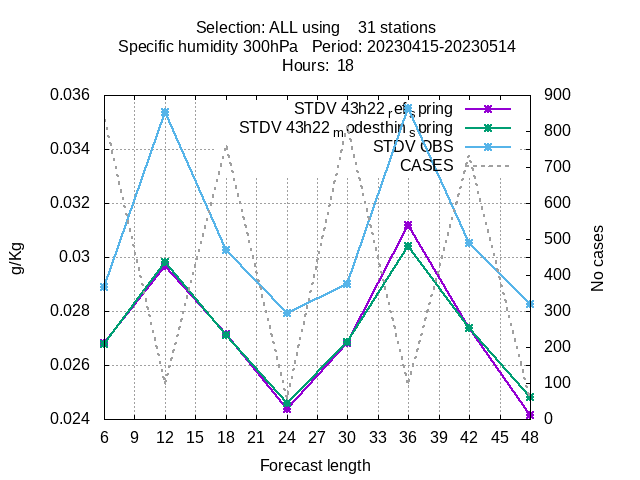 Selection: ALL using 31 stations
Specific humidity 300hPa Period: 20230415-20230514
Hours: 18
STDV 43h22refspring
STDV 43h22modesthinspring
STDV OBS
CASES
g/Kg
0.036
0.034
0.032
0.03
0.028
0.026
0.024
900
800
700
600
500
400
300
200
100
0
No cases
6 9 12 15 18 21 24 27 30 33 36 39 42 45 48
Forecast length